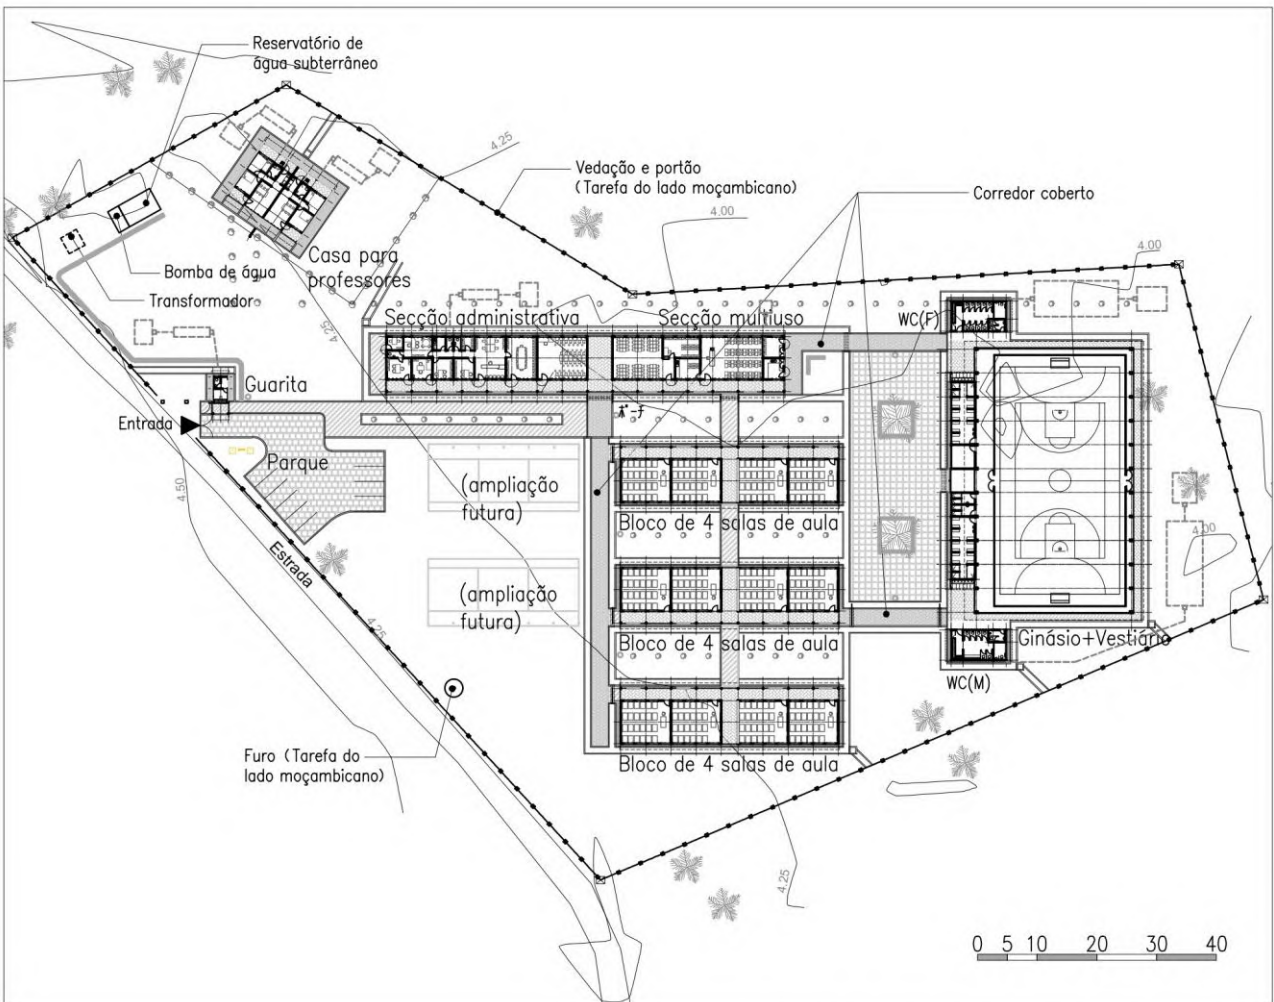 Reservatório de
água subterrâneo
4.25
Vedação e portão
(Tarefa do lado moçambicano)
Corredor coberto
4.00
4.00
Casa para
professores
Bomba de água
Transformador
4.25
Secção administrativa
Secção multiuso
WC(F)
Guarita
Entrada
ポーチ
Parque
4.50
(ampliação
futura)
Bloco de 4 salas de aula
4.00
Estrada
(ampliação
futura)
4.25
Bloco de 4 salas de aula
Ginásio+Vestiário
WC(M)
Furo (Tarefa do
lado moçambicano)
Bloco de 4 salas de aula
4.25
0 5 10 20 30 40